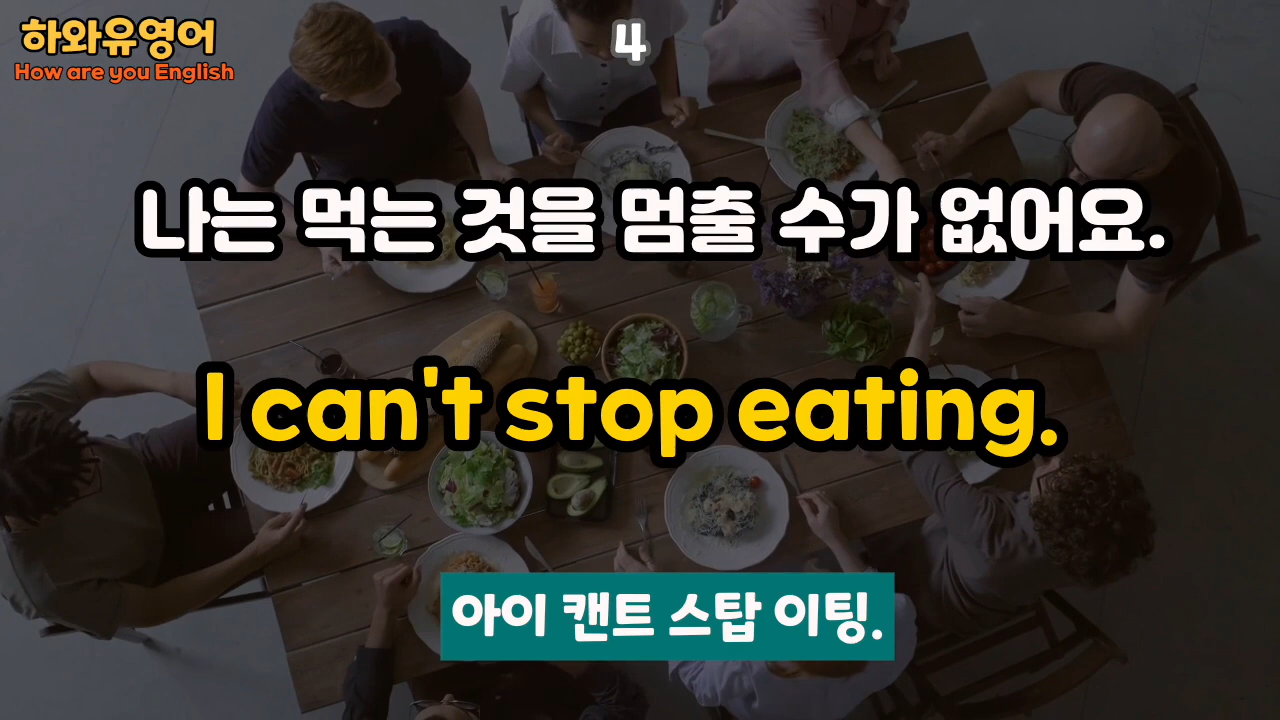 하와유영어
How are you English
4
나는 먹는 것을 멈출 수가 없어요.
I can't stop eating.
아이 캔트 스탑 이팅.